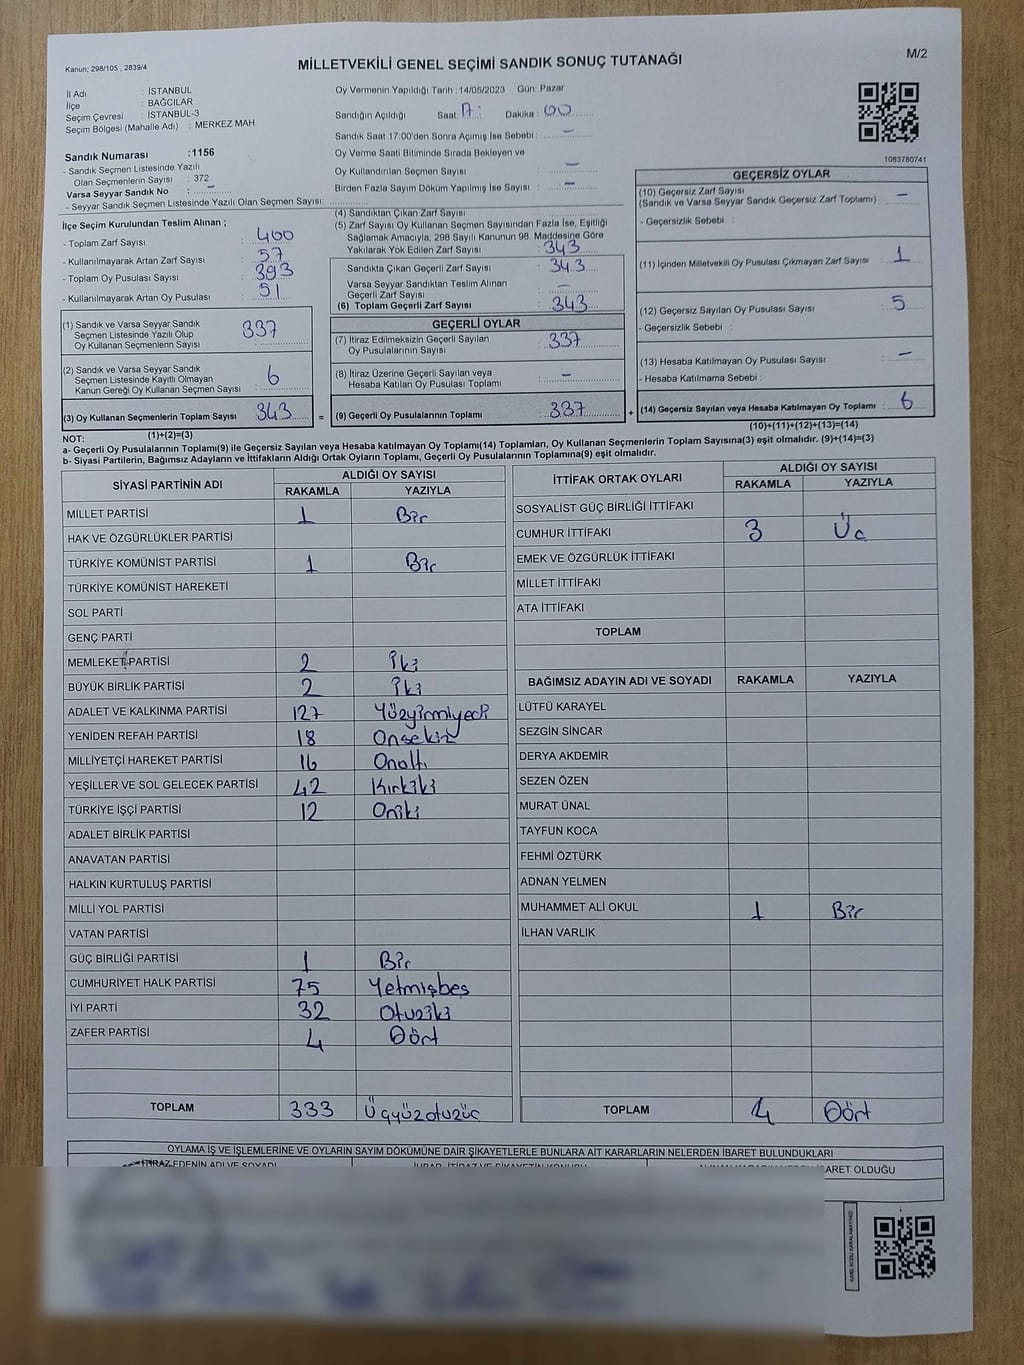 Kanun; 298/105 , 2839/4
MİLLETVEKİLİ GENEL SEÇİMİ SANDIK SONUÇ TUTANAĞI
M/2
İl Adı : İSTANBUL
İlçe : BAĞCILAR
Seçim Çevresi : İSTANBUL-3
Seçim Bölgesi (Mahalle Adı) : MERKEZ MAH.
Sandık Numarası :1156
- Sandık Seçmen Listesinde Yazılı
Olan Seçmenlerin Sayısı : 372
Varsa Seyyar Sandık No : –
- Seyyar Sandık Seçmen Listesinde Yazılı Olan Seçmen Sayısı:
Oy Vermenin Yapıldığı Tarih :14/05/2023 Gün: Pazar
Sandığın Açıldığı Saat: 17: Dakika : 00
Sandık Saat 17:00'den Sonra Açımış İse Sebebi : –
Oy Verme Saati Bitiminde Sırada Bekleyen ve
Oy Kullandırılan Seçmen Sayısı : –
Birden Fazla Sayım Döküm Yapılmış İse Sayısı : –
1083780741
İlçe Seçim Kurulundan Teslim Alınan ;
- Toplam Zarf Sayısı : 400
- Kullanılmayarak Artan Zarf Sayısı : 57
- Toplam Oy Pusulası Sayısı : 393
- Kullanılmayarak Artan Oy Pusulası : 51
(1) Sandık ve Varsa Seyyar Sandık
Seçmen Listesinde Yazılı Olup
Oy Kullanan Seçmenlerin Sayısı : 337
(2) Sandık ve Varsa Seyyar Sandık
Seçmen Listesinde Kayıtlı Olmayan
Kanun Gereği Oy Kullanan Seçmen Sayısı : 6
(3) Oy Kullanan Seçmenlerin Toplam Sayısı : 343 =
(1)+(2)=(3)
(4) Sandıktan Çıkan Zarf Sayısı
(5) Zarf Sayısı Oy Kullanan Seçmen Sayısından Fazla İse, Eşitliği
Sağlamak Amacıyla; 298 Sayılı Kanunun 98. Maddesine Göre
Yakılarak Yok Edilen Zarf Sayısı : 343
Sandıkta Çıkan Geçerli Zarf Sayısı : 343
Varsa Seyyar Sandıktan Teslim Alınan
Geçerli Zarf Sayısı : –
(6) Toplam Geçerli Zarf Sayısı : 343
GEÇERLİ OYLAR
(7) İtiraz Edilmeksizin Geçerli Sayılan
Oy Pusulalarının Sayısı : 337
(8) İtiraz Üzerine Geçerli Sayılan veya
Hesaba Katılan Oy Pusulası Toplamı : –
(9) Geçerli Oy Pusulalarının Toplamı : 337 +
GEÇERSİZ OYLAR
(10) Geçersiz Zarf Sayısı
(Sandık ve Varsa Seyyar Sandık Geçersiz Zarf Toplamı) : –
- Geçersizlik Sebebi :
(11) İçinden Milletvekili Oy Pusulası Çıkmayan Zarf Sayısı : 1
(12) Geçersiz Sayılan Oy Pusulası Sayısı : 5
- Geçersizlik Sebebi :
(13) Hesaba Katılmayan Oy Pusulası Sayısı : –
- Hesaba Katılmama Sebebi :
(14) Geçersiz Sayılan veya Hesaba Katılmayan Oy Toplamı : 6
(10)+(11)+(12)+(13)=(14)
NOT:
a- Geçerli Oy Pusulalarının Toplamı(9) ile Geçersiz Sayılan veya Hesaba katılmayan Oy Toplamı(14) Toplamları, Oy Kullanan Seçmenlerin Toplam Sayısına(3) eşit olmalıdır. (9)+(14)=(3)
b- Siyasi Partilerin, Bağımsız Adayların ve İttifakların Aldığı Ortak Oyların Toplamı, Geçerli Oy Pusulalarının Toplamına(9) eşit olmalıdır.
SİYASİ PARTİNİN ADI ALDIĞI OY SAYISI
RAKAMLA YAZIYLA
MİLLET PARTİSİ 1 Bir
HAK VE ÖZGÜRLÜKLER PARTİSİ
TÜRKİYE KOMÜNİST PARTİSİ 1 Bir
TÜRKİYE KOMÜNİST HAREKETİ
SOL PARTİ
GENÇ PARTİ
MEMLEKET PARTİSİ 2 İki
BÜYÜK BİRLİK PARTİSİ 2 İki
ADALET VE KALKINMA PARTİSİ 127 Yüzyirmiyedi
YENİDEN REFAH PARTİSİ 18 Onsekiz
MİLLİYETÇİ HAREKET PARTİSİ 16 Onaltı
YEŞİLLER VE SOL GELECEK PARTİSİ 42 Kırkiki
TÜRKİYE İŞÇİ PARTİSİ 12 Oniki
ADALET BİRLİK PARTİSİ
ANAVATAN PARTİSİ
HALKIN KURTULUŞ PARTİSİ
MİLLİ YOL PARTİSİ
VATAN PARTİSİ
GÜÇ BİRLİĞİ PARTİSİ 1 Bir
CUMHURİYET HALK PARTİSİ 75 Yetmişbeş
İYİ PARTİ 32 Otuziki
ZAFER PARTİSİ 4 Dört
TOPLAM 333 Üçyüzotuzüç
İTTİFAK ORTAK OYLARI ALDIĞI OY SAYISI
RAKAMLA YAZIYLA
SOSYALİST GÜÇ BİRLİĞİ İTTİFAKI
CUMHUR İTTİFAKI 3 Üç
EMEK VE ÖZGÜRLÜK İTTİFAKI
MİLLET İTTİFAKI
ATA İTTİFAKI
TOPLAM
BAĞIMSIZ ADAYIN ADI VE SOYADI RAKAMLA YAZIYLA
LÜTFÜ KARAYEL
SEZGİN SİNCAR
DERYA AKDEMİR
SEZEN ÖZEN
MURAT ÜNAL
TAYFUN KOCA
FEHMİ ÖZTÜRK
ADNAN YELMEN
MUHAMMET ALİ OKUL 1 Bir
İLHAN VARLIK
TOPLAM 4 Dört
OYLAMA İŞ VE İŞLEMLERİNE VE OYLARIN SAYIM DÖKÜMÜNE DAİR ŞİKAYETLERLE BUNLARA AİT KARARLARIN NELERDEN İBARET BULUNDUKLARI
İTİRAZ EDENİN ADI VE SOYADI
İBARET OLDUĞU
KARE KODU KARALAMAYINIZ!